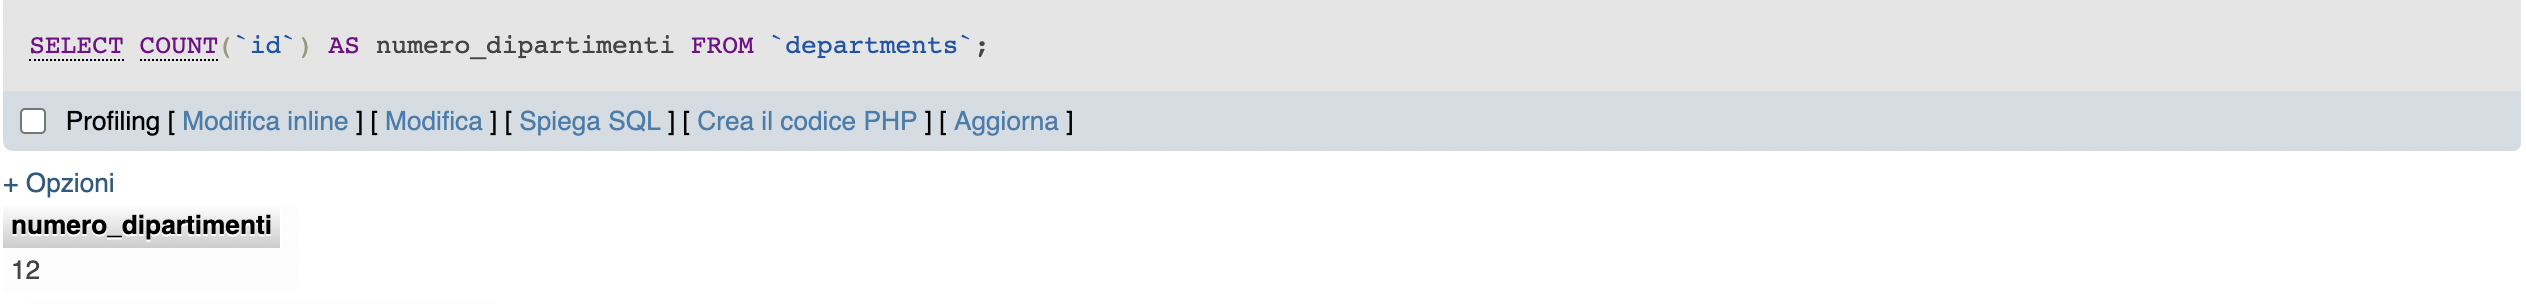 SELECT COUNT(`id`) AS numero_dipartimenti FROM `departments`;
Profiling [ Modifica inline ] [ Modifica ] [ Spiega SQL ] [ Crea il codice PHP ] [ Aggiorna ]
+ Opzioni
numero_dipartimenti
12